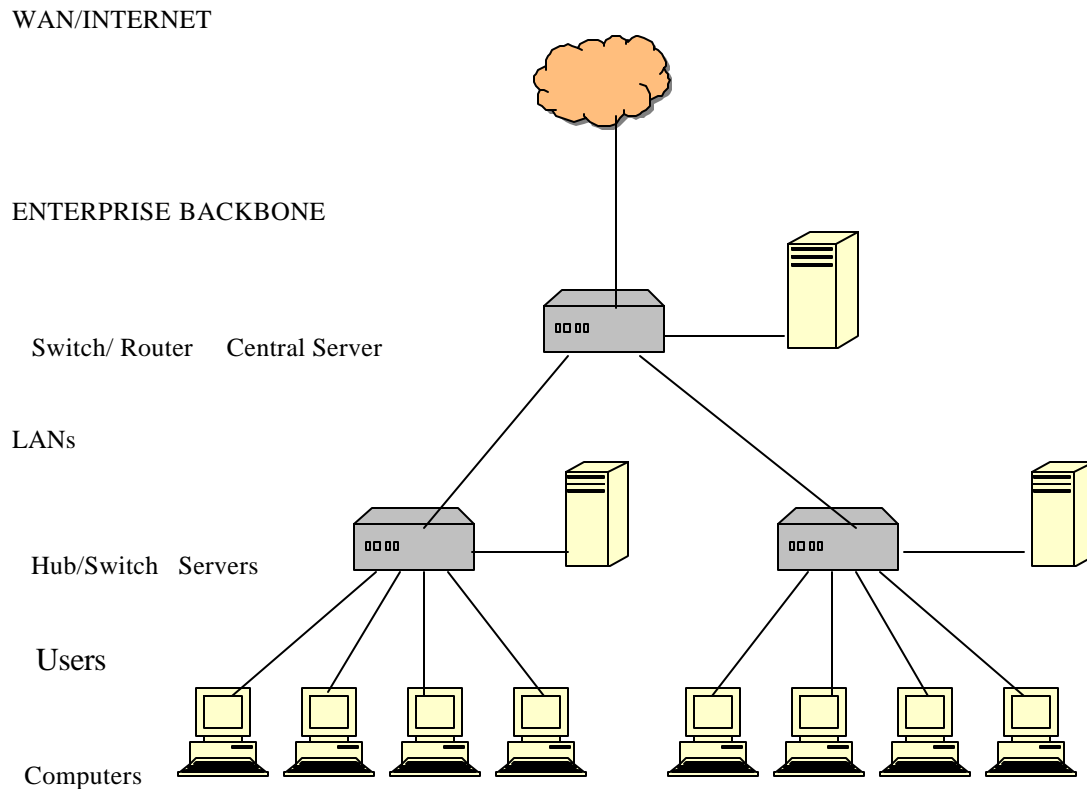 WAN/INTERNET
ENTERPRISE BACKBONE
Switch/ Router Central Server
LANs
Hub/Switch Servers
Users
Computers